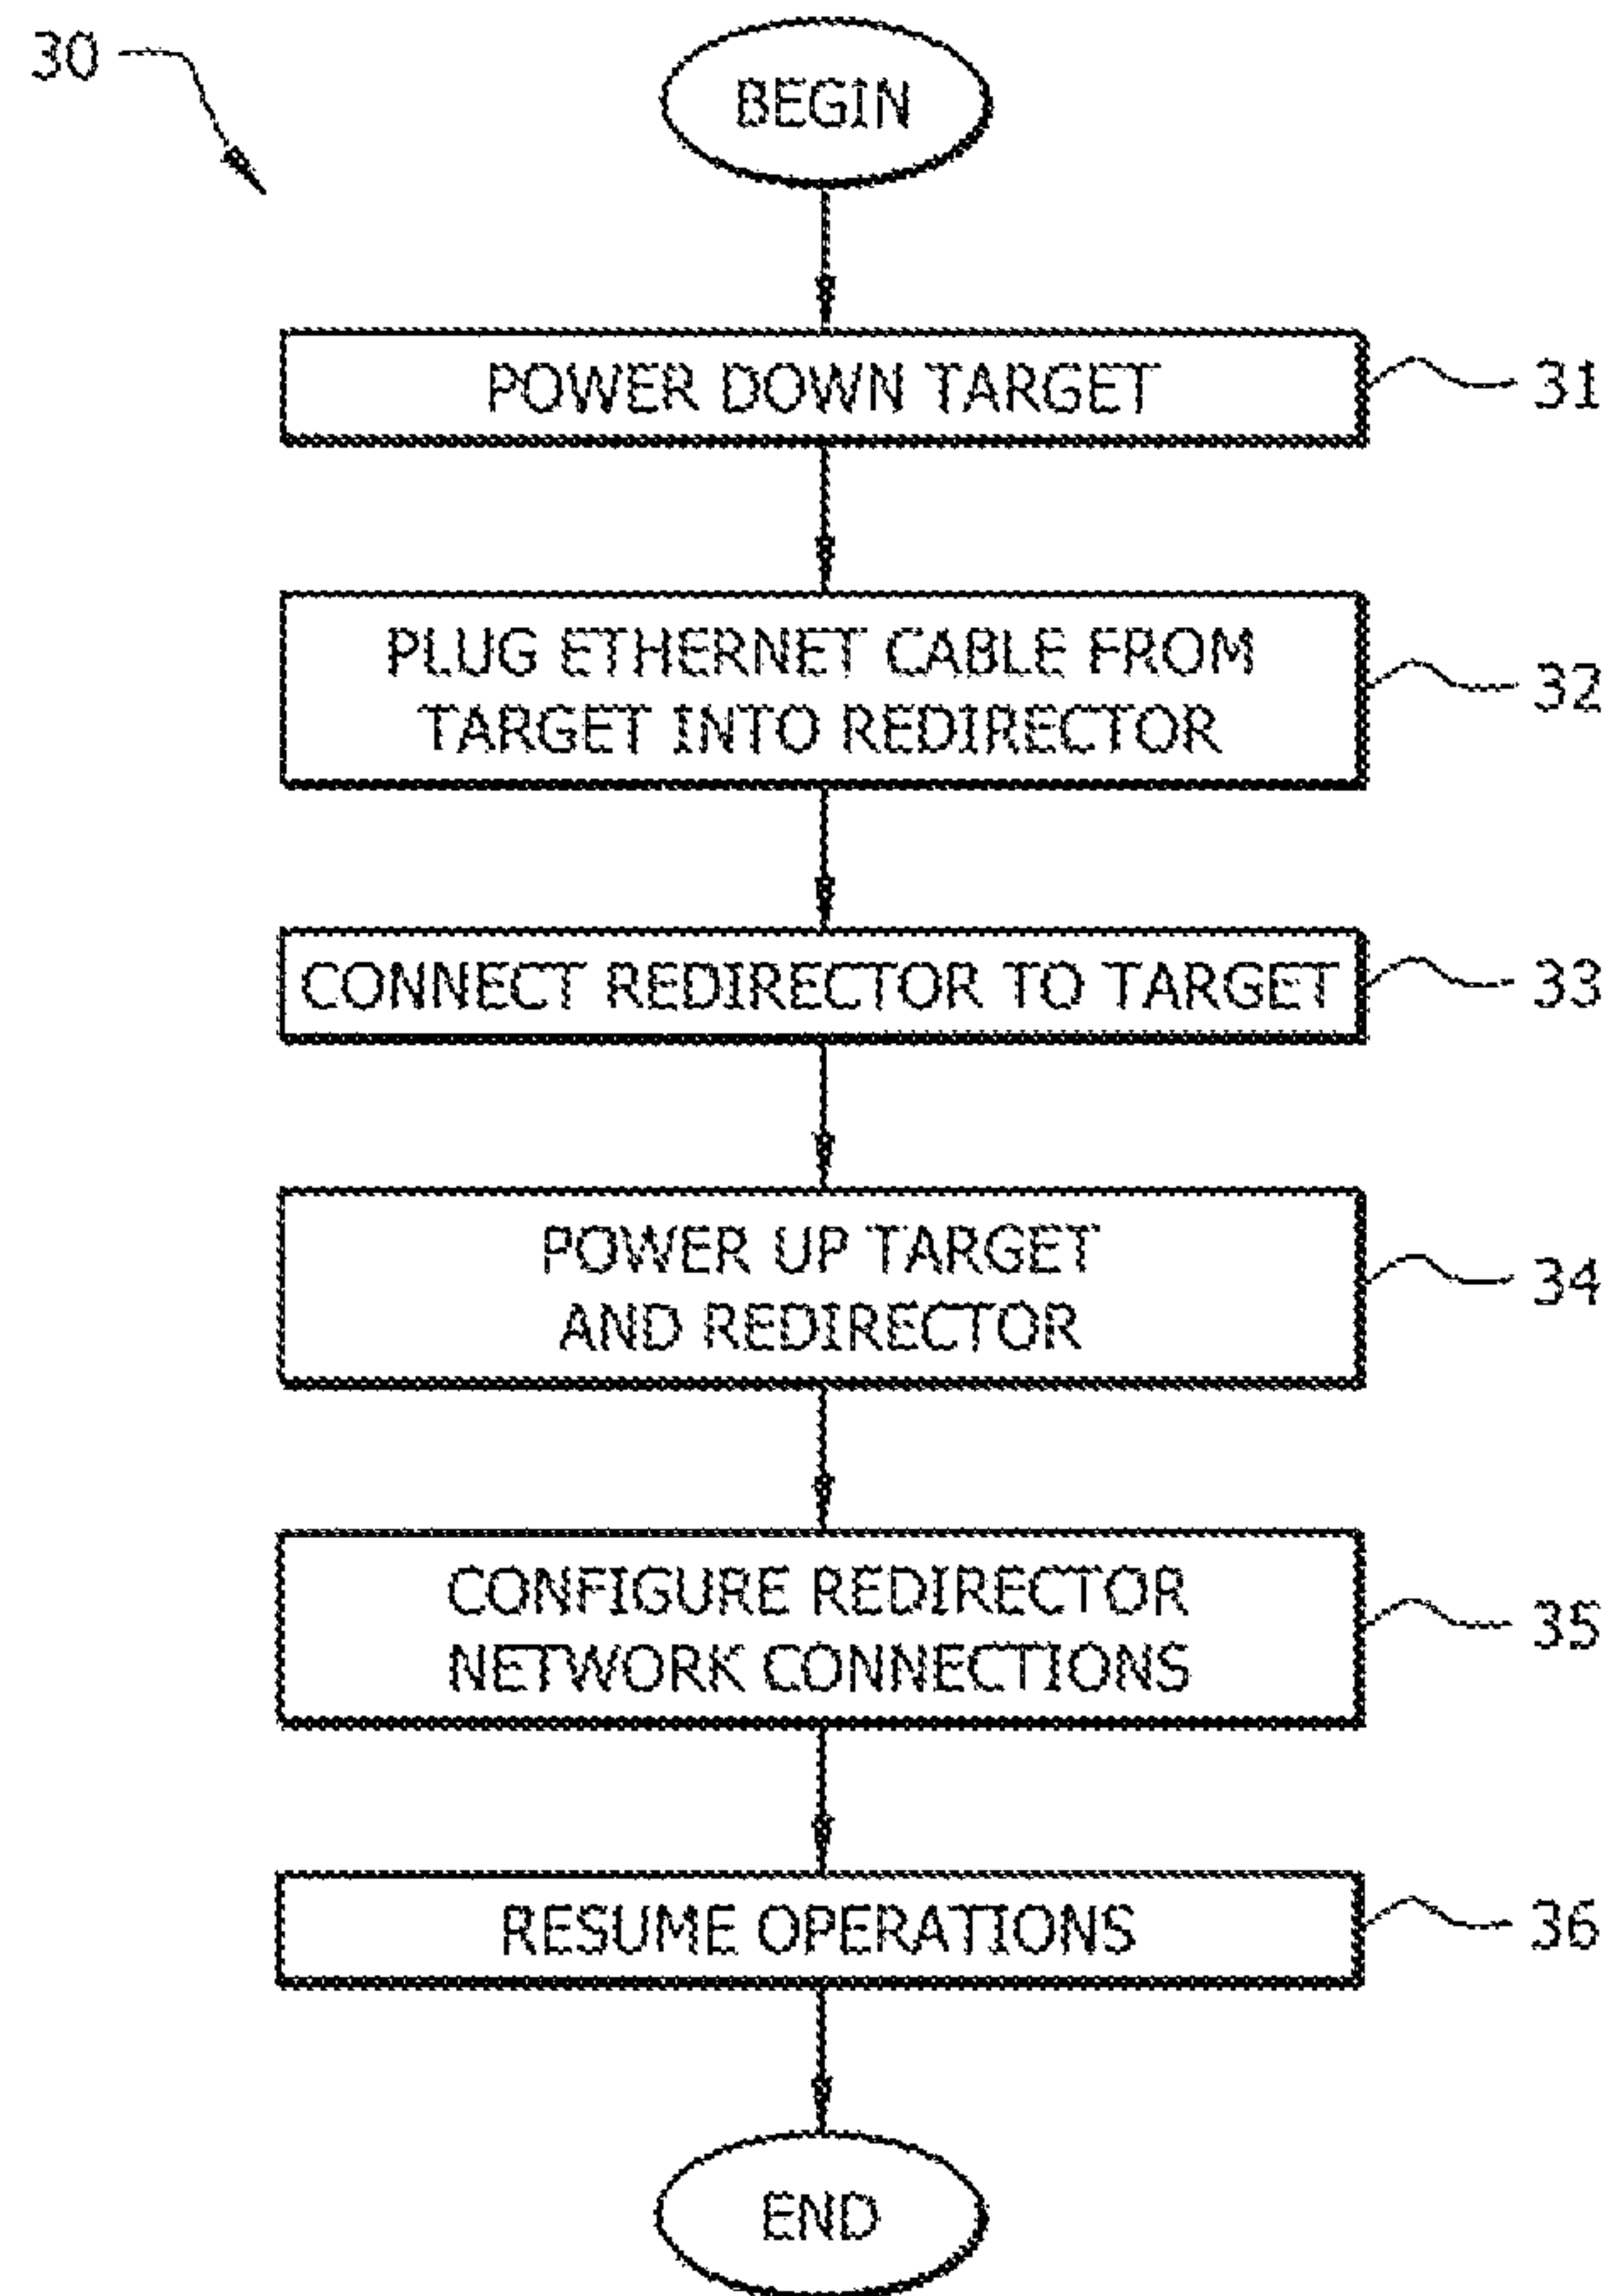 30
BEGIN
POWER DOWN TARGET
31
PLUG ETHERNET CABLE FROM
TARGET INTO REDIRECTOR
32
CONNECT REDIRECTOR TO TARGET
33
POWER UP TARGET
AND REDIRECTOR
34
CONFIGURE REDIRECTOR
NETWORK CONNECTIONS
35
RESUME OPERATIONS
36
END